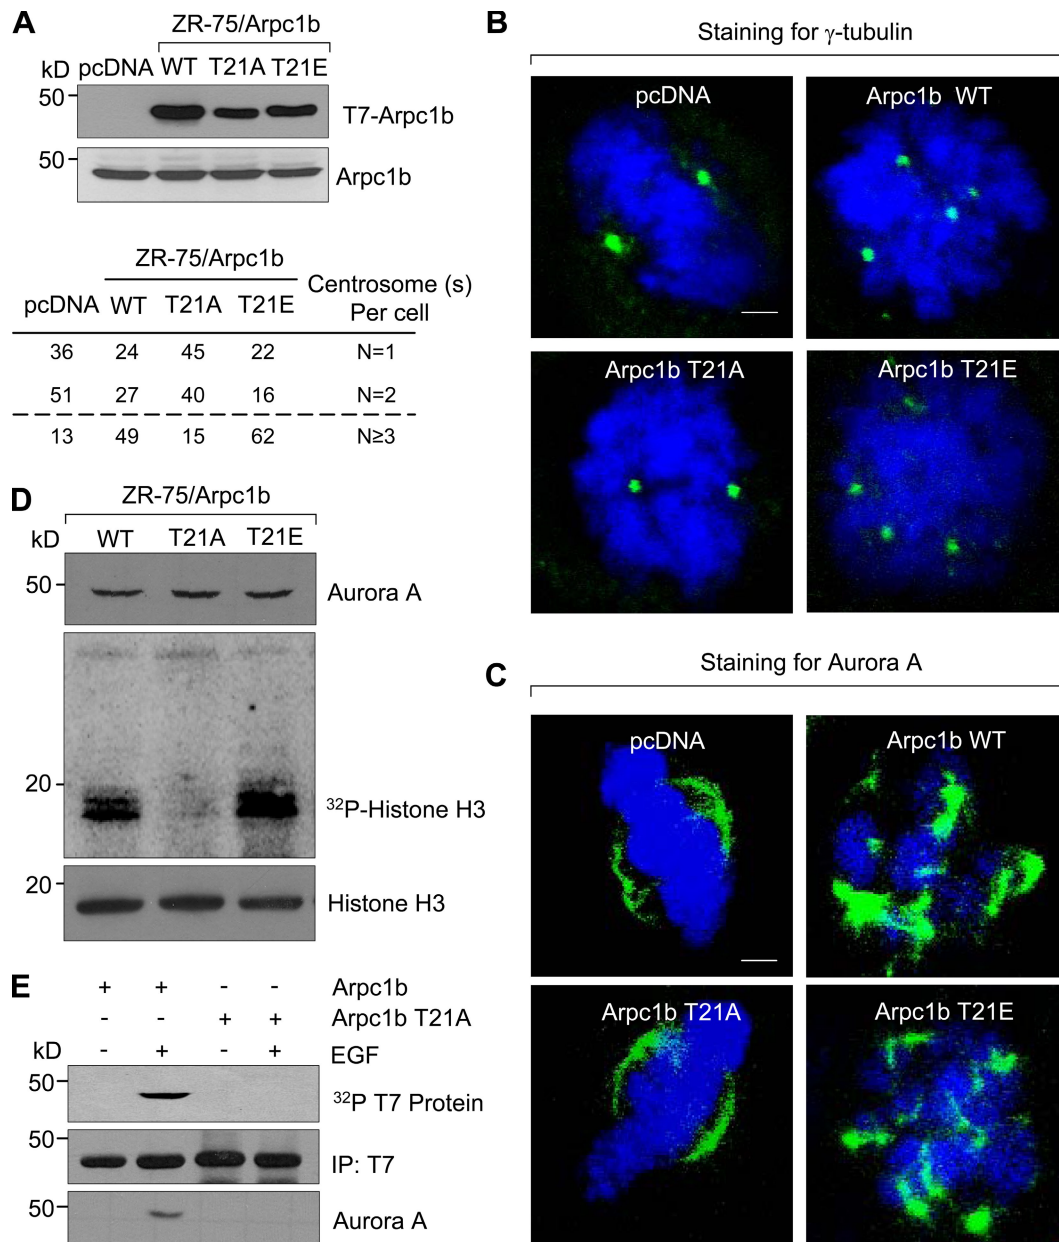 A
ZR-75/Arpc1b
kD pcDNA WT T21A T21E
50
T7-Arpc1b
50
Arpc1b
ZR-75/Arpc1b
Centrosome (s)
Per cell
pcDNA WT T21A T21E
36 24 45 22 N=1
51 27 40 16 N=2
13 49 15 62 N≥3
B
Staining for γ-tubulin
pcDNA
Arpc1b WT
Arpc1b T21A
Arpc1b T21E
C
Staining for Aurora A
pcDNA
Arpc1b WT
Arpc1b T21A
Arpc1b T21E
D
ZR-75/Arpc1b
kD WT T21A T21E
50
Aurora A
20
32P-Histone H3
20
Histone H3
E
+ + - - Arpc1b
- - + + Arpc1b T21A
kD - + - + EGF
50
32P T7 Protein
50
IP: T7
50
Aurora A